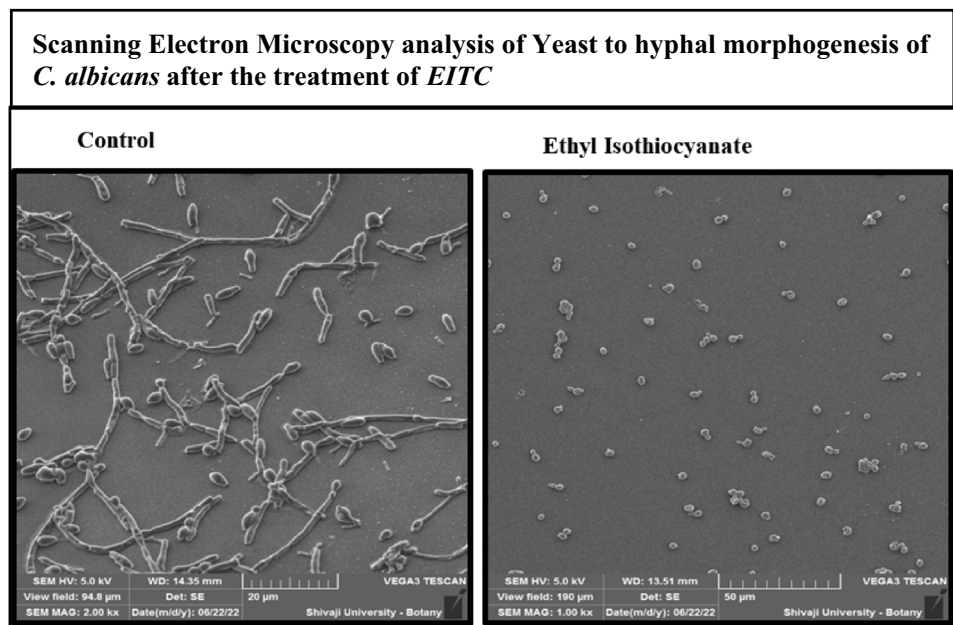 Scanning Electron Microscopy analysis of Yeast to hyphal morphogenesis of
C. albicans after the treatment of EITC
Control
Ethyl Isothiocyanate
SEM HV: 5.0 kV WD: 14.35 mm VEGA3 TESCAN
View field: 94.8 µm Det: SE 20 µm
SEM MAG: 2.00 kx Date(m/d/y): 06/22/22 Shivaji University - Botany
SEM HV: 5.0 kV WD: 13.51 mm VEGA3 TESCAN
View field: 190 µm Det: SE 50 µm
SEM MAG: 1.00 kx Date(m/d/y): 06/22/22 Shivaji University - Botany